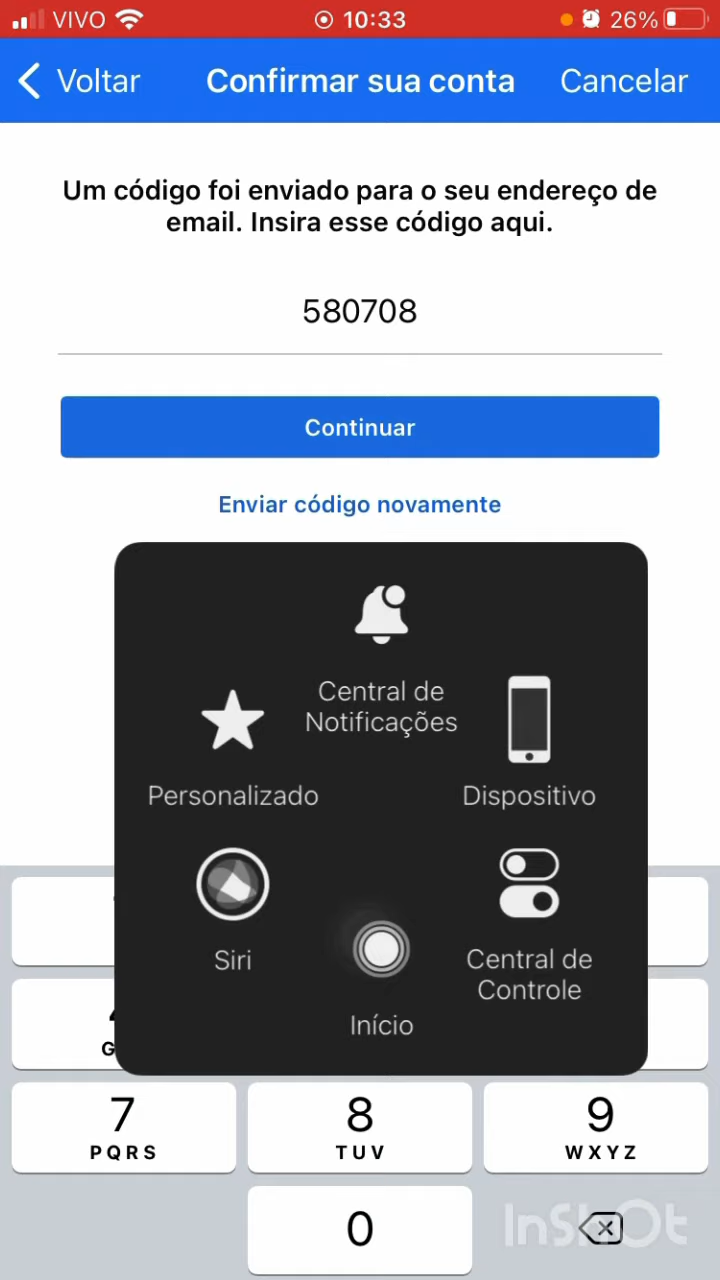 VIVO 10:33 26%
Voltar Confirmar sua conta Cancelar
Um código foi enviado para o seu endereço de
email. Insira esse código aqui.
580708
Continuar
Enviar código novamente
Central de
Notificações
Personalizado
Dispositivo
Siri
Central de
Controle
Início
7 8 9
PQRS TUV WXYZ
0
InShOt